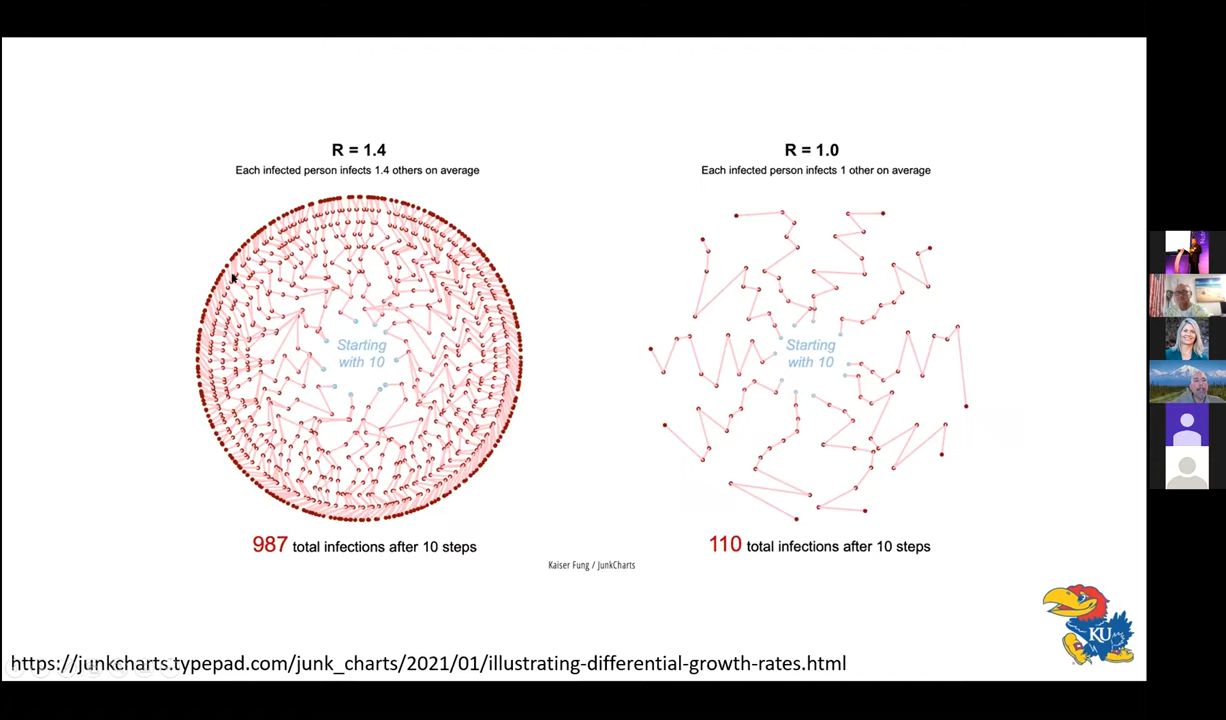 R = 1.4
Each infected person infects 1.4 others on average
Starting
with 10
987 total infections after 10 steps
R = 1.0
Each infected person infects 1 other on average
Starting
with 10
110 total infections after 10 steps
Kaiser Fung / JunkCharts
KU
https://junkcharts.typepad.com/junk_charts/2021/01/illustrating-differential-growth-rates.html